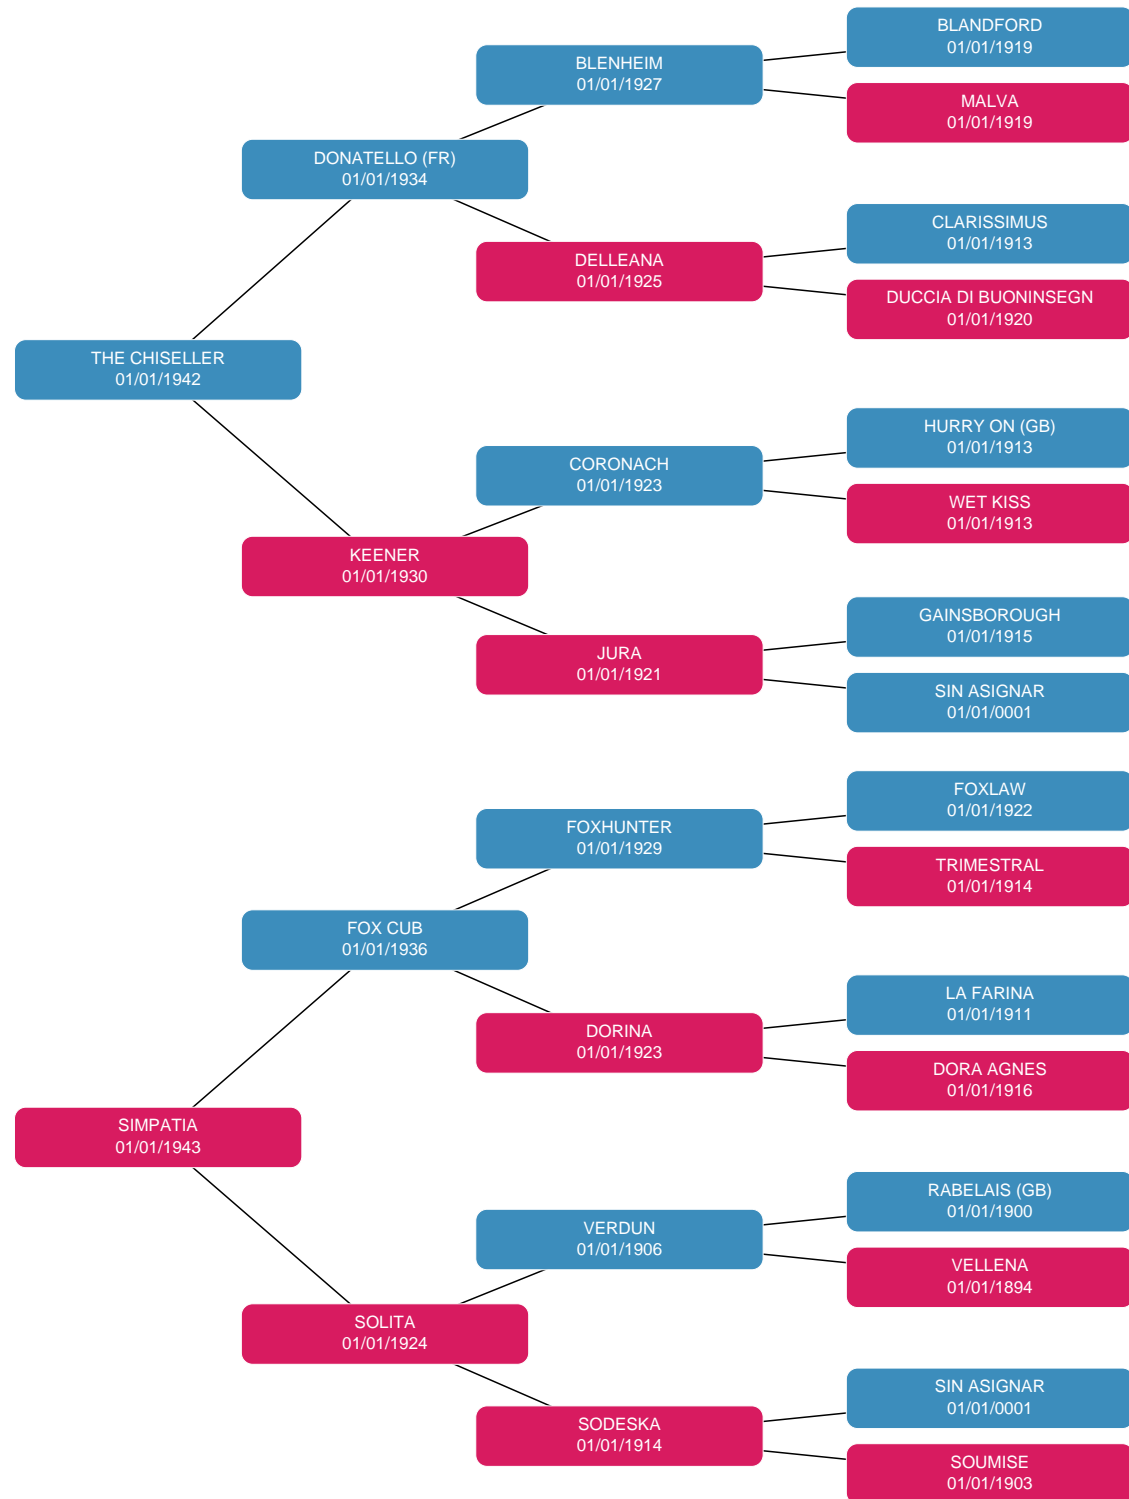 BLANDFORD
01/01/1919
BLENHEIM
01/01/1927
MALVA
01/01/1919
DONATELLO (FR)
01/01/1934
CLARISSIMUS
01/01/1913
DELLEANA
01/01/1925
DUCCIA DI BUONINSEGN
01/01/1920
THE CHISELLER
01/01/1942
HURRY ON (GB)
01/01/1913
CORONACH
01/01/1923
WET KISS
01/01/1913
KEENER
01/01/1930
GAINSBOROUGH
01/01/1915
JURA
01/01/1921
SIN ASIGNAR
01/01/0001
FOXLAW
01/01/1922
FOXHUNTER
01/01/1929
TRIMESTRAL
01/01/1914
FOX CUB
01/01/1936
LA FARINA
01/01/1911
DORINA
01/01/1923
DORA AGNES
01/01/1916
SIMPATIA
01/01/1943
RABELAIS (GB)
01/01/1900
VERDUN
01/01/1906
VELLENA
01/01/1894
SOLITA
01/01/1924
SIN ASIGNAR
01/01/0001
SODESKA
01/01/1914
SOUMISE
01/01/1903